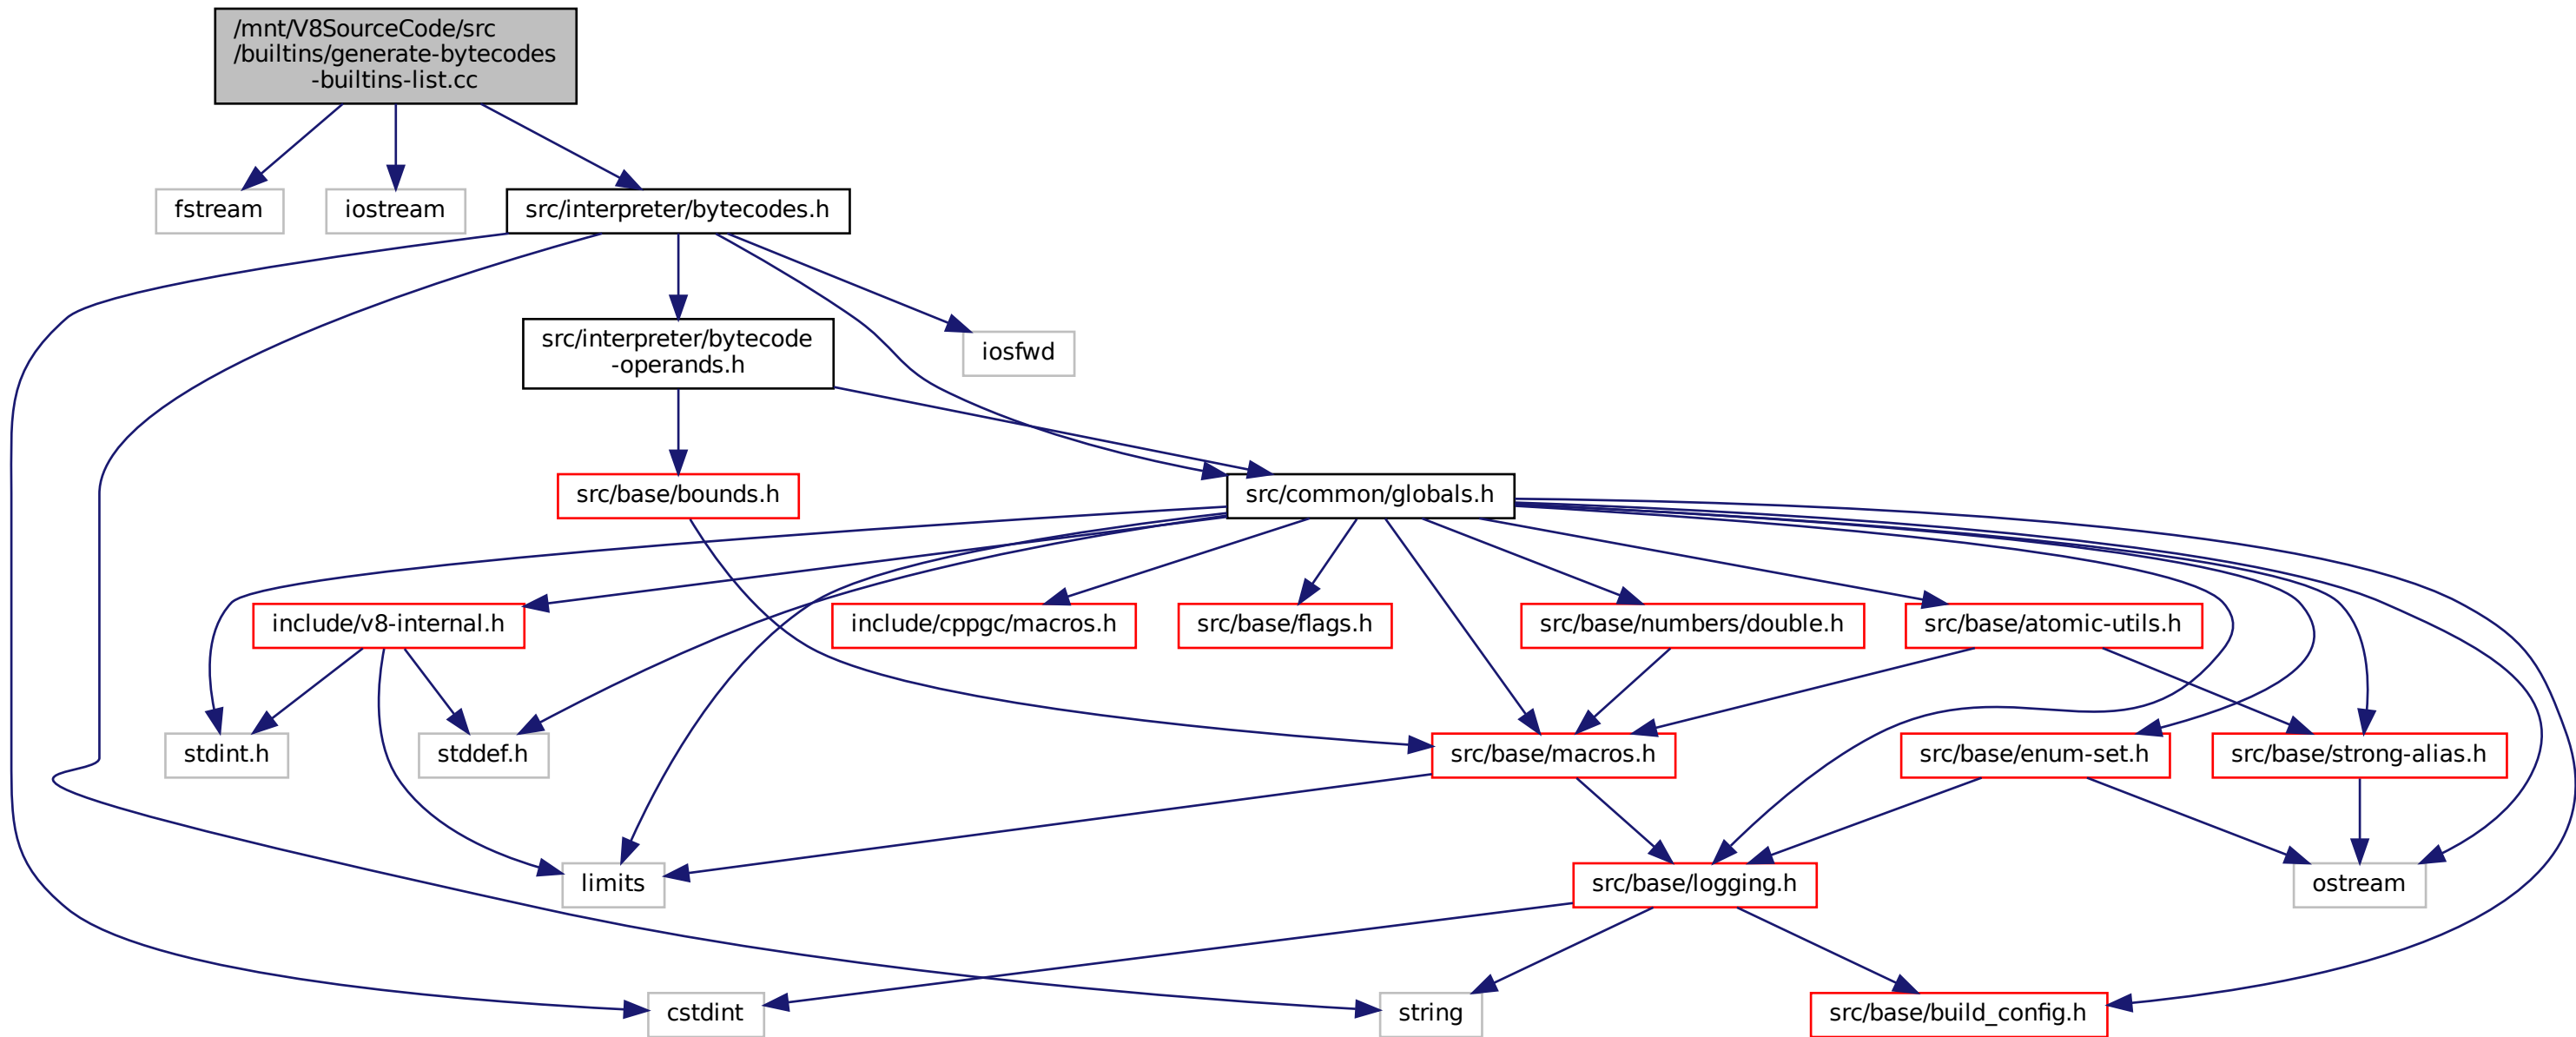 /mnt/V8SourceCode/src
/builtins/generate-bytecodes
-builtins-list.cc
fstream
iostream
src/interpreter/bytecodes.h
src/interpreter/bytecode
-operands.h
iosfwd
src/base/bounds.h
src/common/globals.h
include/v8-internal.h
include/cppgc/macros.h
src/base/flags.h
src/base/numbers/double.h
src/base/atomic-utils.h
stdint.h
stddef.h
src/base/macros.h
src/base/enum-set.h
src/base/strong-alias.h
limits
src/base/logging.h
ostream
cstdint
string
src/base/build_config.h